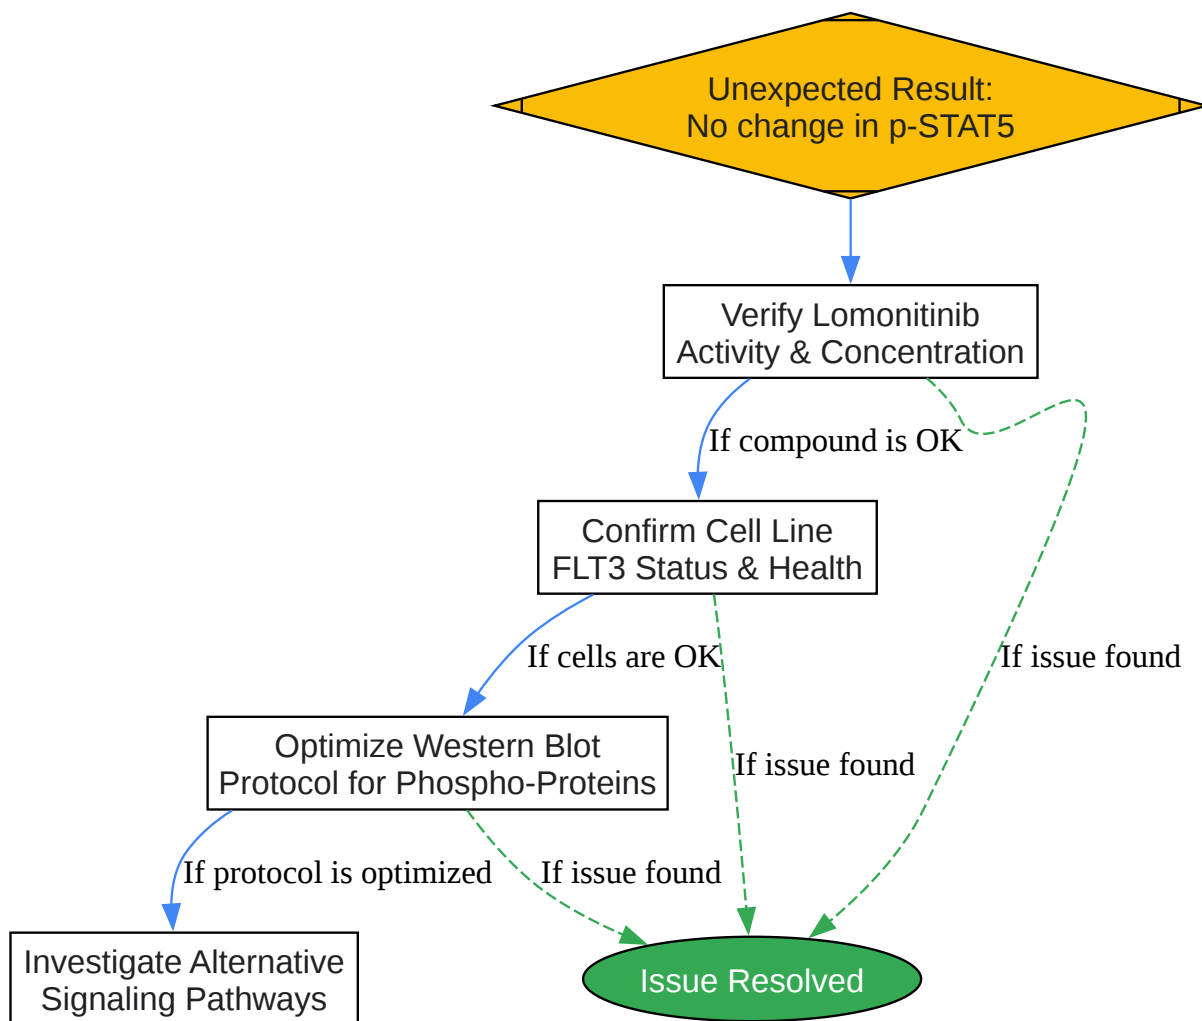 Unexpected Result:
No change in p-STAT5
Verify Lomonitinib
Activity & Concentration
If compound is OK
Confirm Cell Line
FLT3 Status & Health
If cells are OK
If issue found
Optimize Western Blot
Protocol for Phospho-Proteins
If issue found
If protocol is optimized
If issue found
Investigate Alternative
Signaling Pathways
Issue Resolved